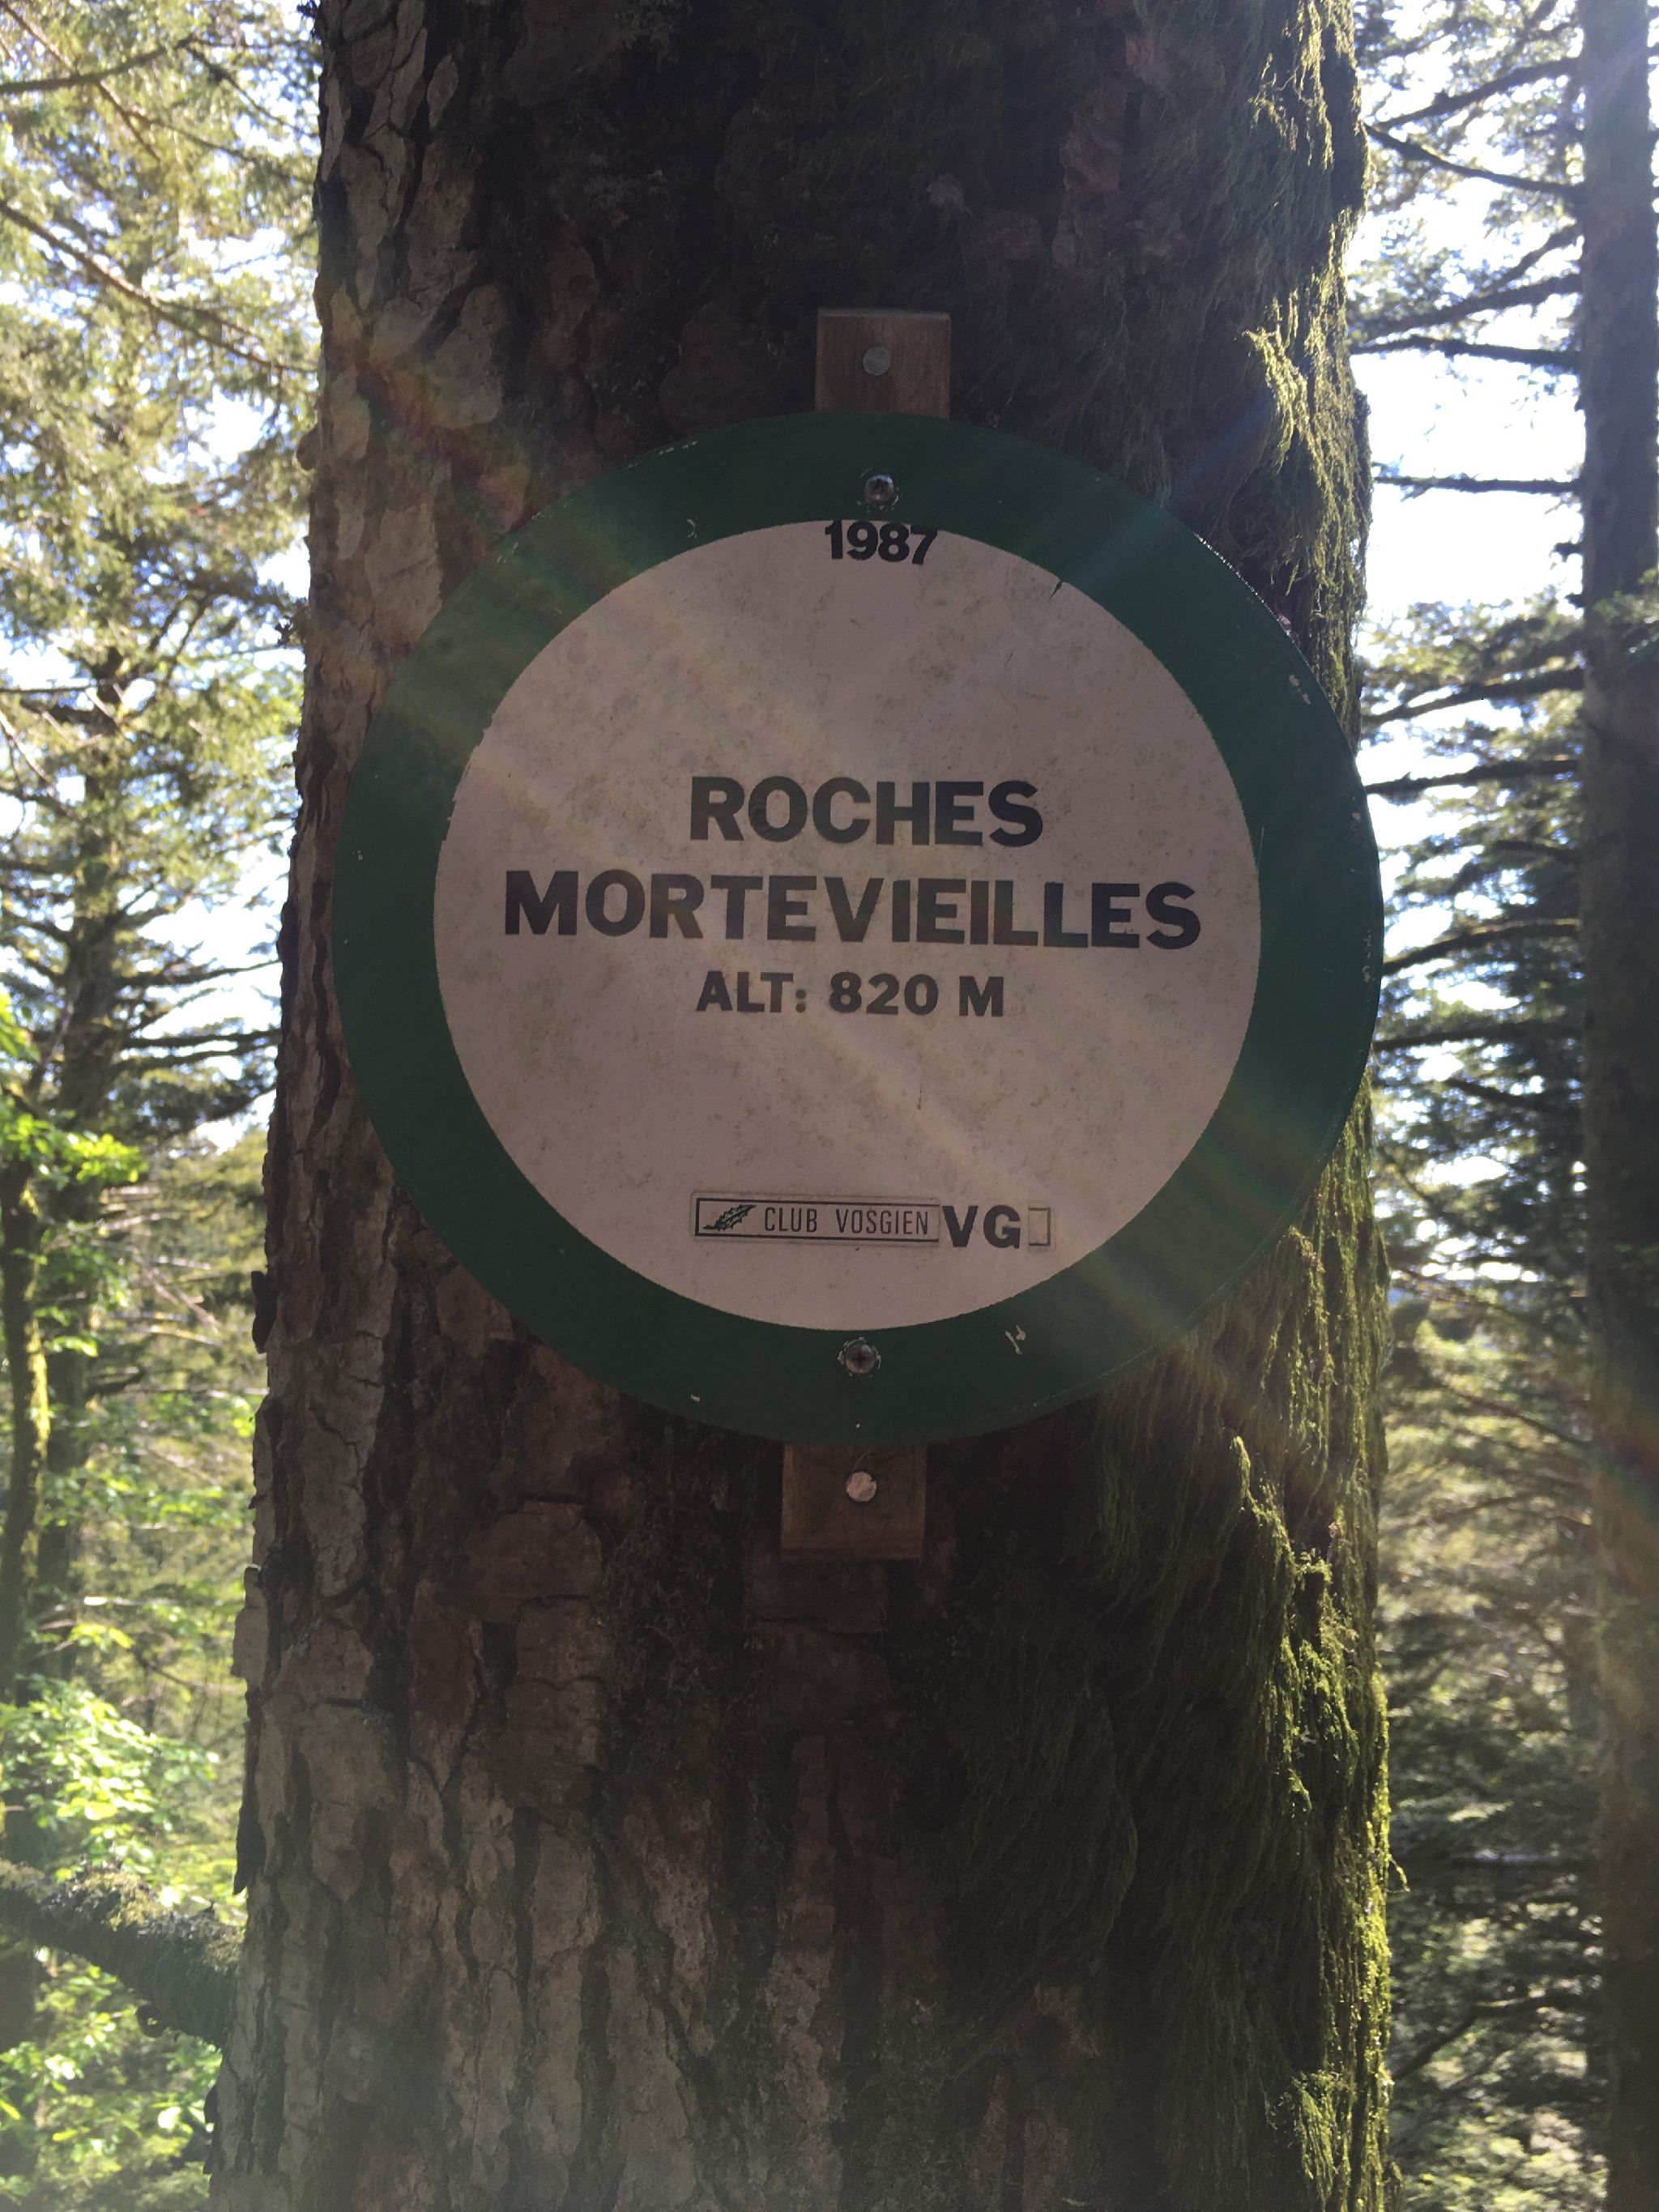 1987
ROCHES
MORTEVIEILLES
ALT: 820 M
CLUB VOSGIEN VG